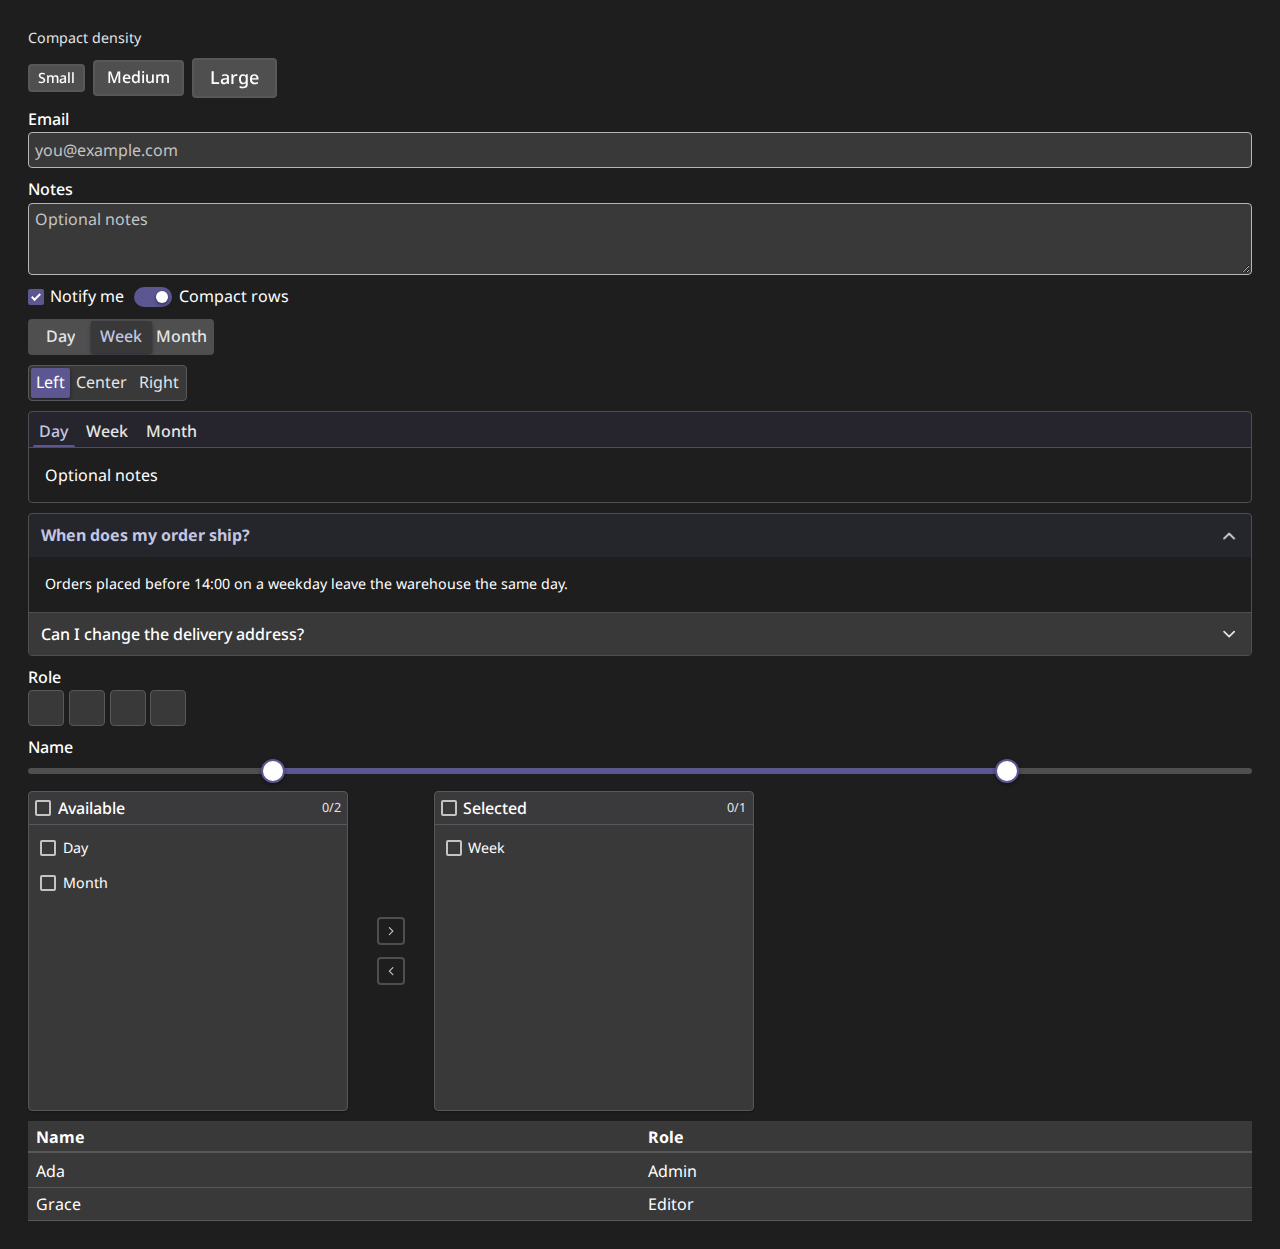 Compact density
Small Medium Large
Email
you@example.com
Notes
Optional notes
Notify me Compact rows
Day Week Month
Left Center Right
Day Week Month
Optional notes
When does my order ship?
Orders placed before 14:00 on a weekday leave the warehouse the same day.
Can I change the delivery address?
Role
Name
Available 0/2 Selected 0/1
Day Week
Month
Name Role
Ada Admin
Grace Editor